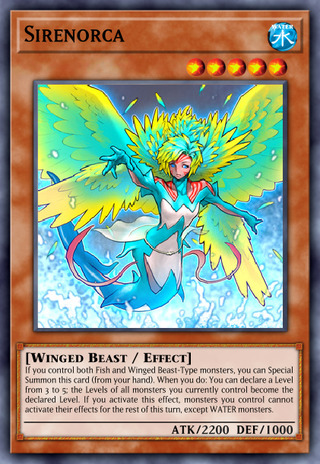 Sirenorca
WATER
水
[Winged Beast / Effect]
If you control both Fish and Winged Beast-Type monsters, you can Special
Summon this card (from your hand). When you do: You can declare a Level
from 3 to 5; the Levels of all monsters you currently control become the
declared Level. If you activate this effect, monsters you control cannot
activate their effects for the rest of this turn, except WATER monsters.
ATK/2200 DEF/1000